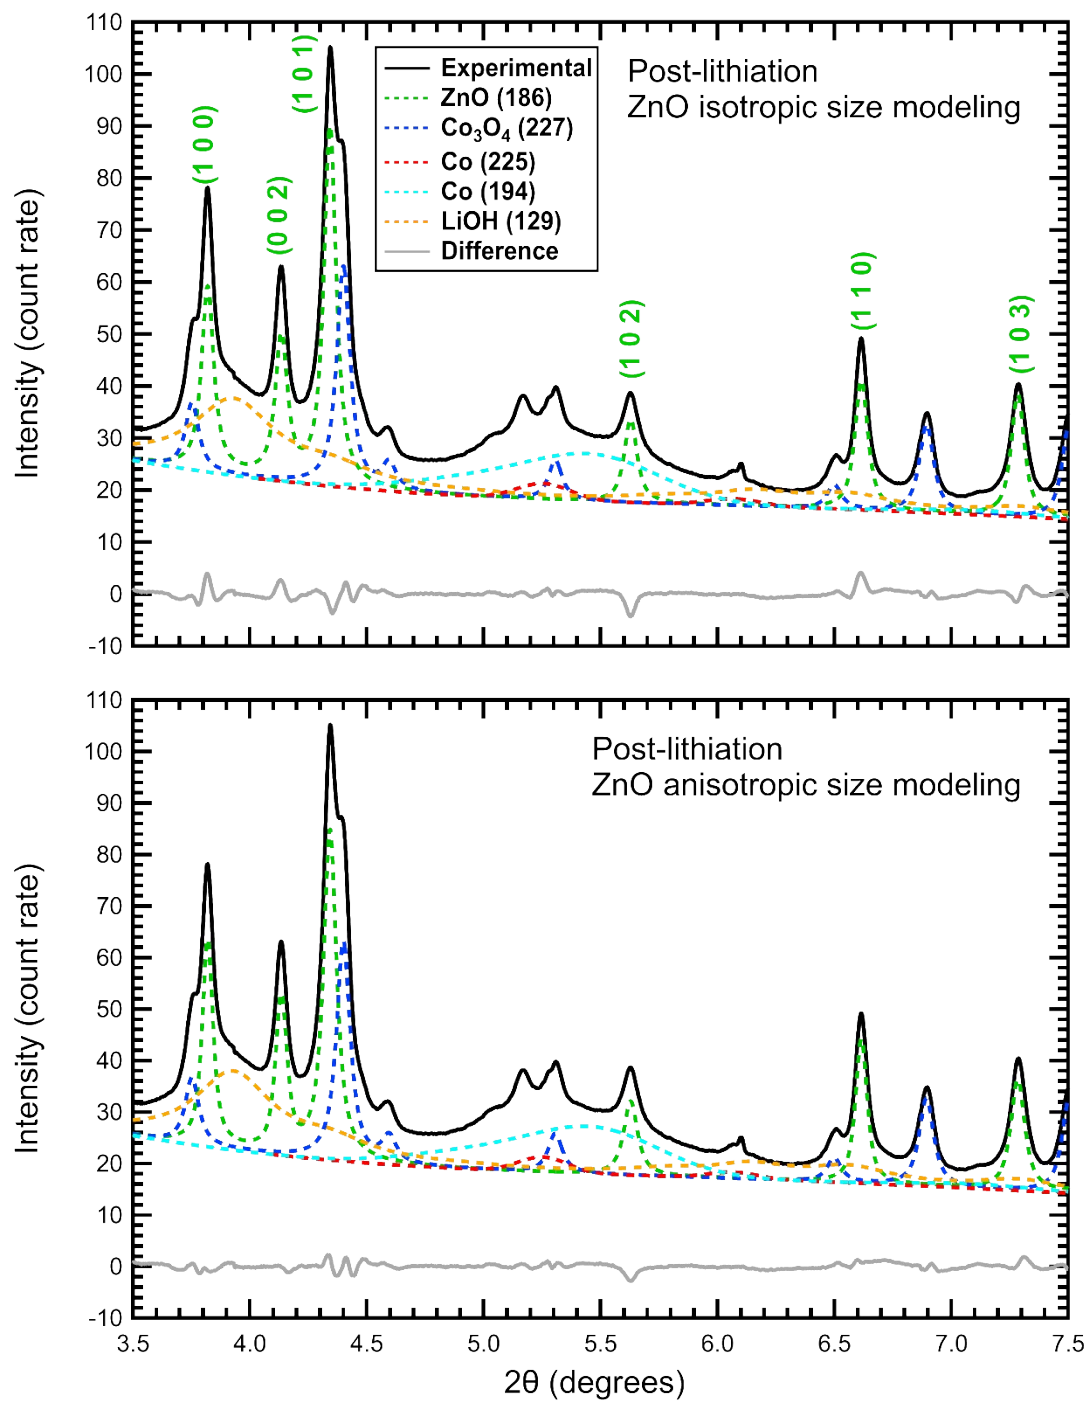 110
100
90
80
70
60
50
40
30
20
10
0
-10
Intensity (count rate)
(1 0 0)
(0 0 2)
(1 0 1)
(1 0 2)
(1 1 0)
(1 0 3)
Experimental
ZnO (186)
Co₃O₄ (227)
Co (225)
Co (194)
LiOH (129)
Difference
Post-lithiation
ZnO isotropic size modeling
110
100
90
80
70
60
50
40
30
20
10
0
-10
Intensity (count rate)
Post-lithiation
ZnO anisotropic size modeling
3.5 4.0 4.5 5.0 5.5 6.0 6.5 7.0 7.5
2θ (degrees)